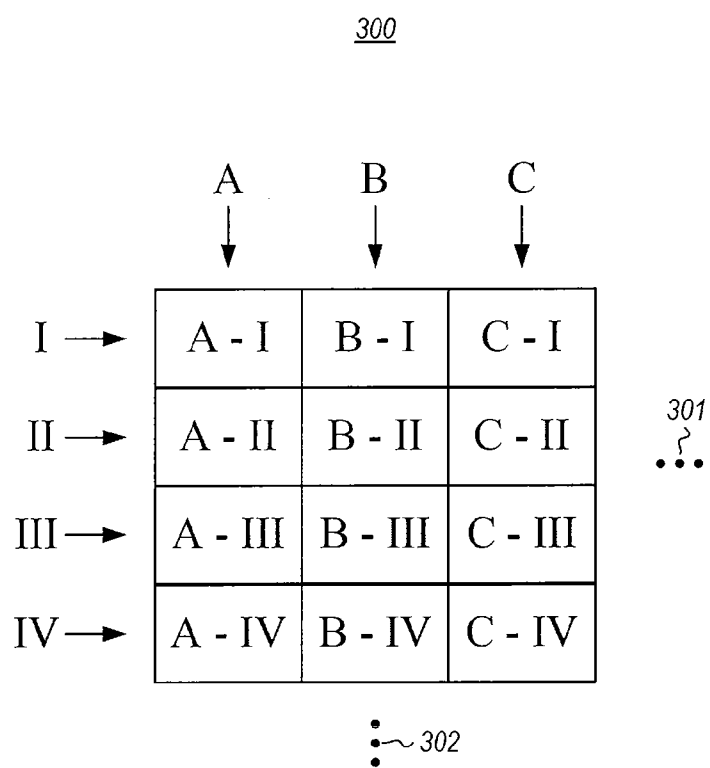 300
A B C
I A - I B - I C - I
II A - II B - II C - II
301
III A - III B - III C - III
IV A - IV B - IV C - IV
302